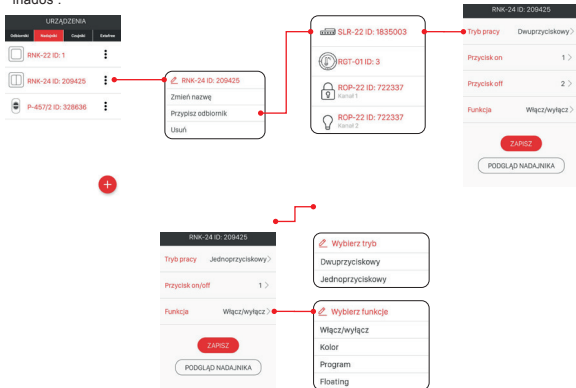 inados".
URZĄDZENIA
Odbiorniki Nadajniki Czujniki Extafree
RNK-22 ID: 1
RNK-24 ID: 209425
P-457/2 ID: 328636
RNK-24 ID: 209425
Zmień nazwę
Przypisz odbiornik
Usuń
SLR-22 ID: 1835003
RGT-01 ID: 3
ROP-22 ID: 722337
Kanał 1
ROP-22 ID: 722337
Kanał 2
RNK-24 ID: 209425
Tryb pracy Dwuprzyciskowy
Przycisk on 1
Przycisk off 2
Funkcja Włącz/wyłącz
ZAPISZ
PODGLĄD NADAJNIKA
RNK-24 ID: 209425
Tryb pracy Jednoprzyciskowy
Przycisk on/off 1
Funkcja Włącz/wyłącz
ZAPISZ
PODGLĄD NADAJNIKA
Wybierz tryb
Dwuprzyciskowy
Jednoprzyciskowy
Wybierz funkcje
Włącz/wyłącz
Kolor
Program
Floating